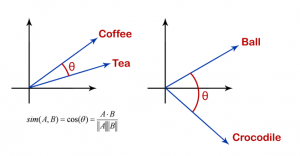 Coffee
θ
Tea
sim(A, B) = cos(θ) = A · B / ‖A‖‖B‖
Ball
θ
Crocodile